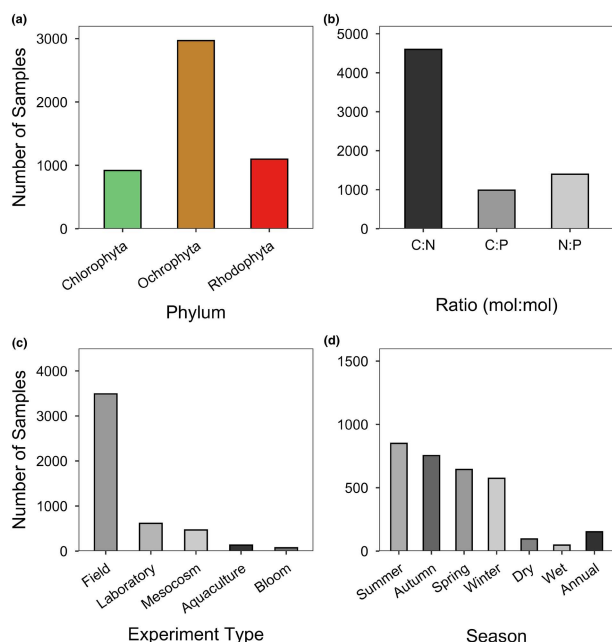 (a)
Number of Samples
3000
2000
1000
0
Chlorophyta
Ochrophyta
Rhodophyta
Phylum
(b)
5000
4000
3000
2000
1000
0
C:N
C:P
N:P
Ratio (mol:mol)
(c)
Number of Samples
4000
3000
2000
1000
0
Field
Laboratory
Mesocosm
Aquaculture
Bloom
Experiment Type
(d)
1500
1000
500
0
Summer
Autumn
Spring
Winter
Dry
Wet
Annual
Season